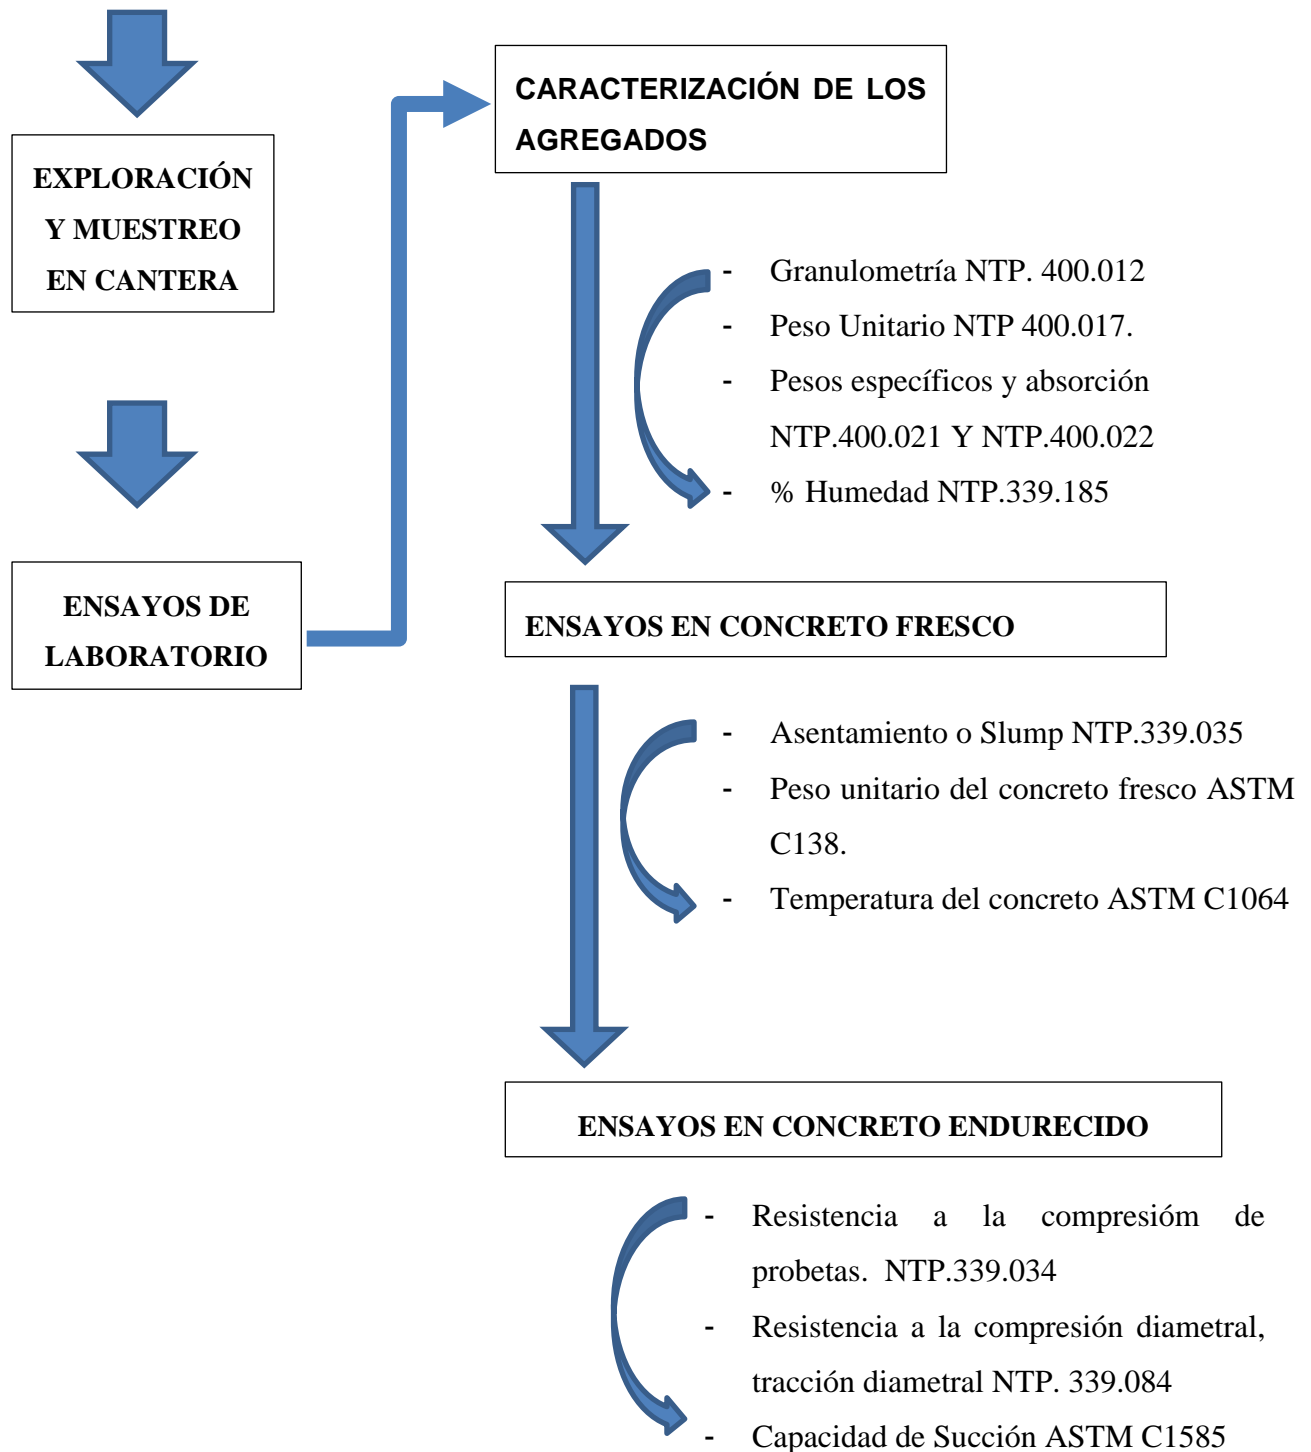 EXPLORACIÓN
Y MUESTREO
EN CANTERA
ENSAYOS DE
LABORATORIO
CARACTERIZACIÓN DE LOS
AGREGADOS
- Granulometría NTP. 400.012
- Peso Unitario NTP 400.017.
- Pesos específicos y absorción
NTP.400.021 Y NTP.400.022
- % Humedad NTP.339.185
ENSAYOS EN CONCRETO FRESCO
- Asentamiento o Slump NTP.339.035
- Peso unitario del concreto fresco ASTM
C138.
- Temperatura del concreto ASTM C1064
ENSAYOS EN CONCRETO ENDURECIDO
- Resistencia a la compresióm de
probetas. NTP.339.034
- Resistencia a la compresión diametral,
tracción diametral NTP. 339.084
- Capacidad de Succión ASTM C1585